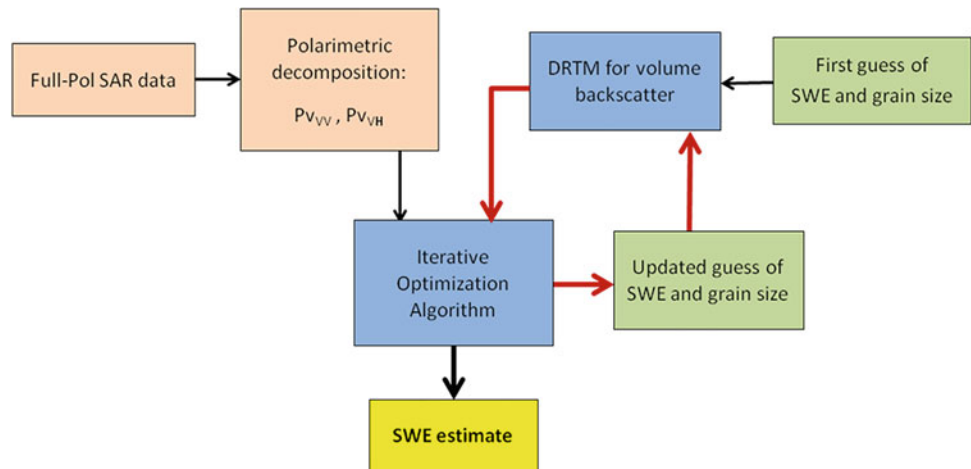 Full-Pol SAR data
Polarimetric
decomposition:
Pv_VV , Pv_VH
DRTM for volume
backscatter
First guess of
SWE and grain size
Iterative
Optimization
Algorithm
Updated guess of
SWE and grain size
SWE estimate